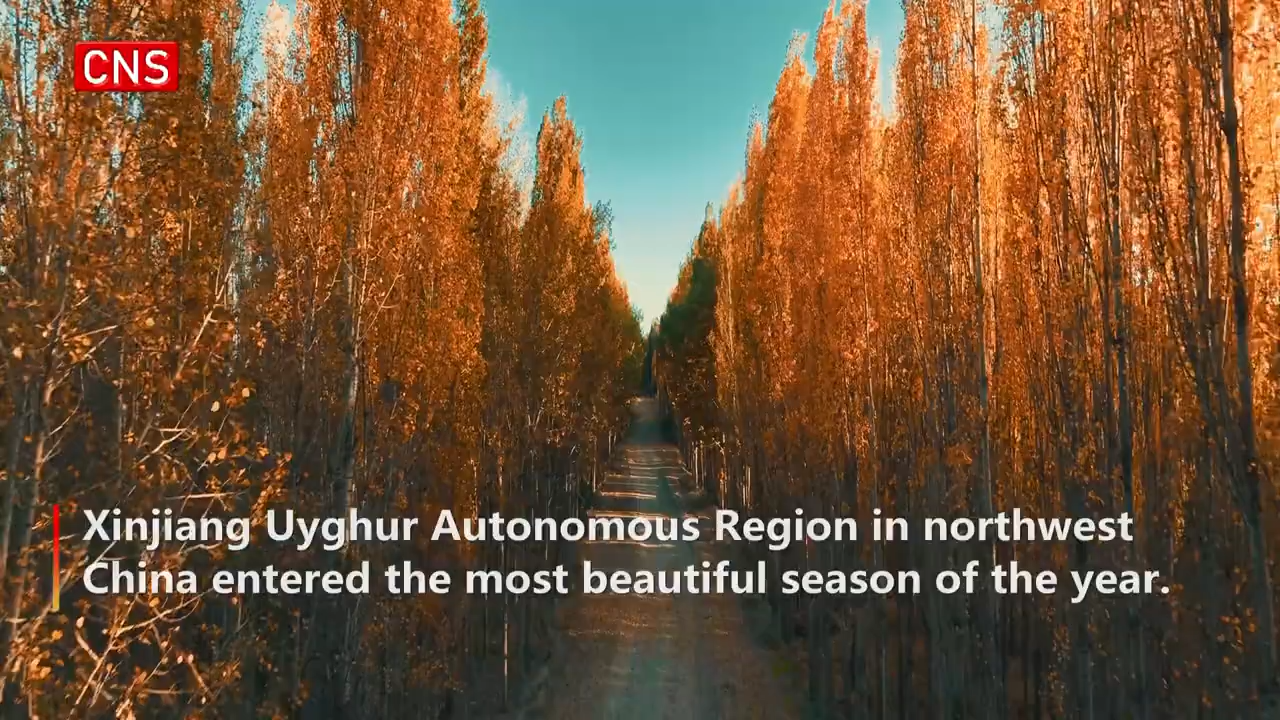 CNS
Xinjiang Uyghur Autonomous Region in northwest
China entered the most beautiful season of the year.